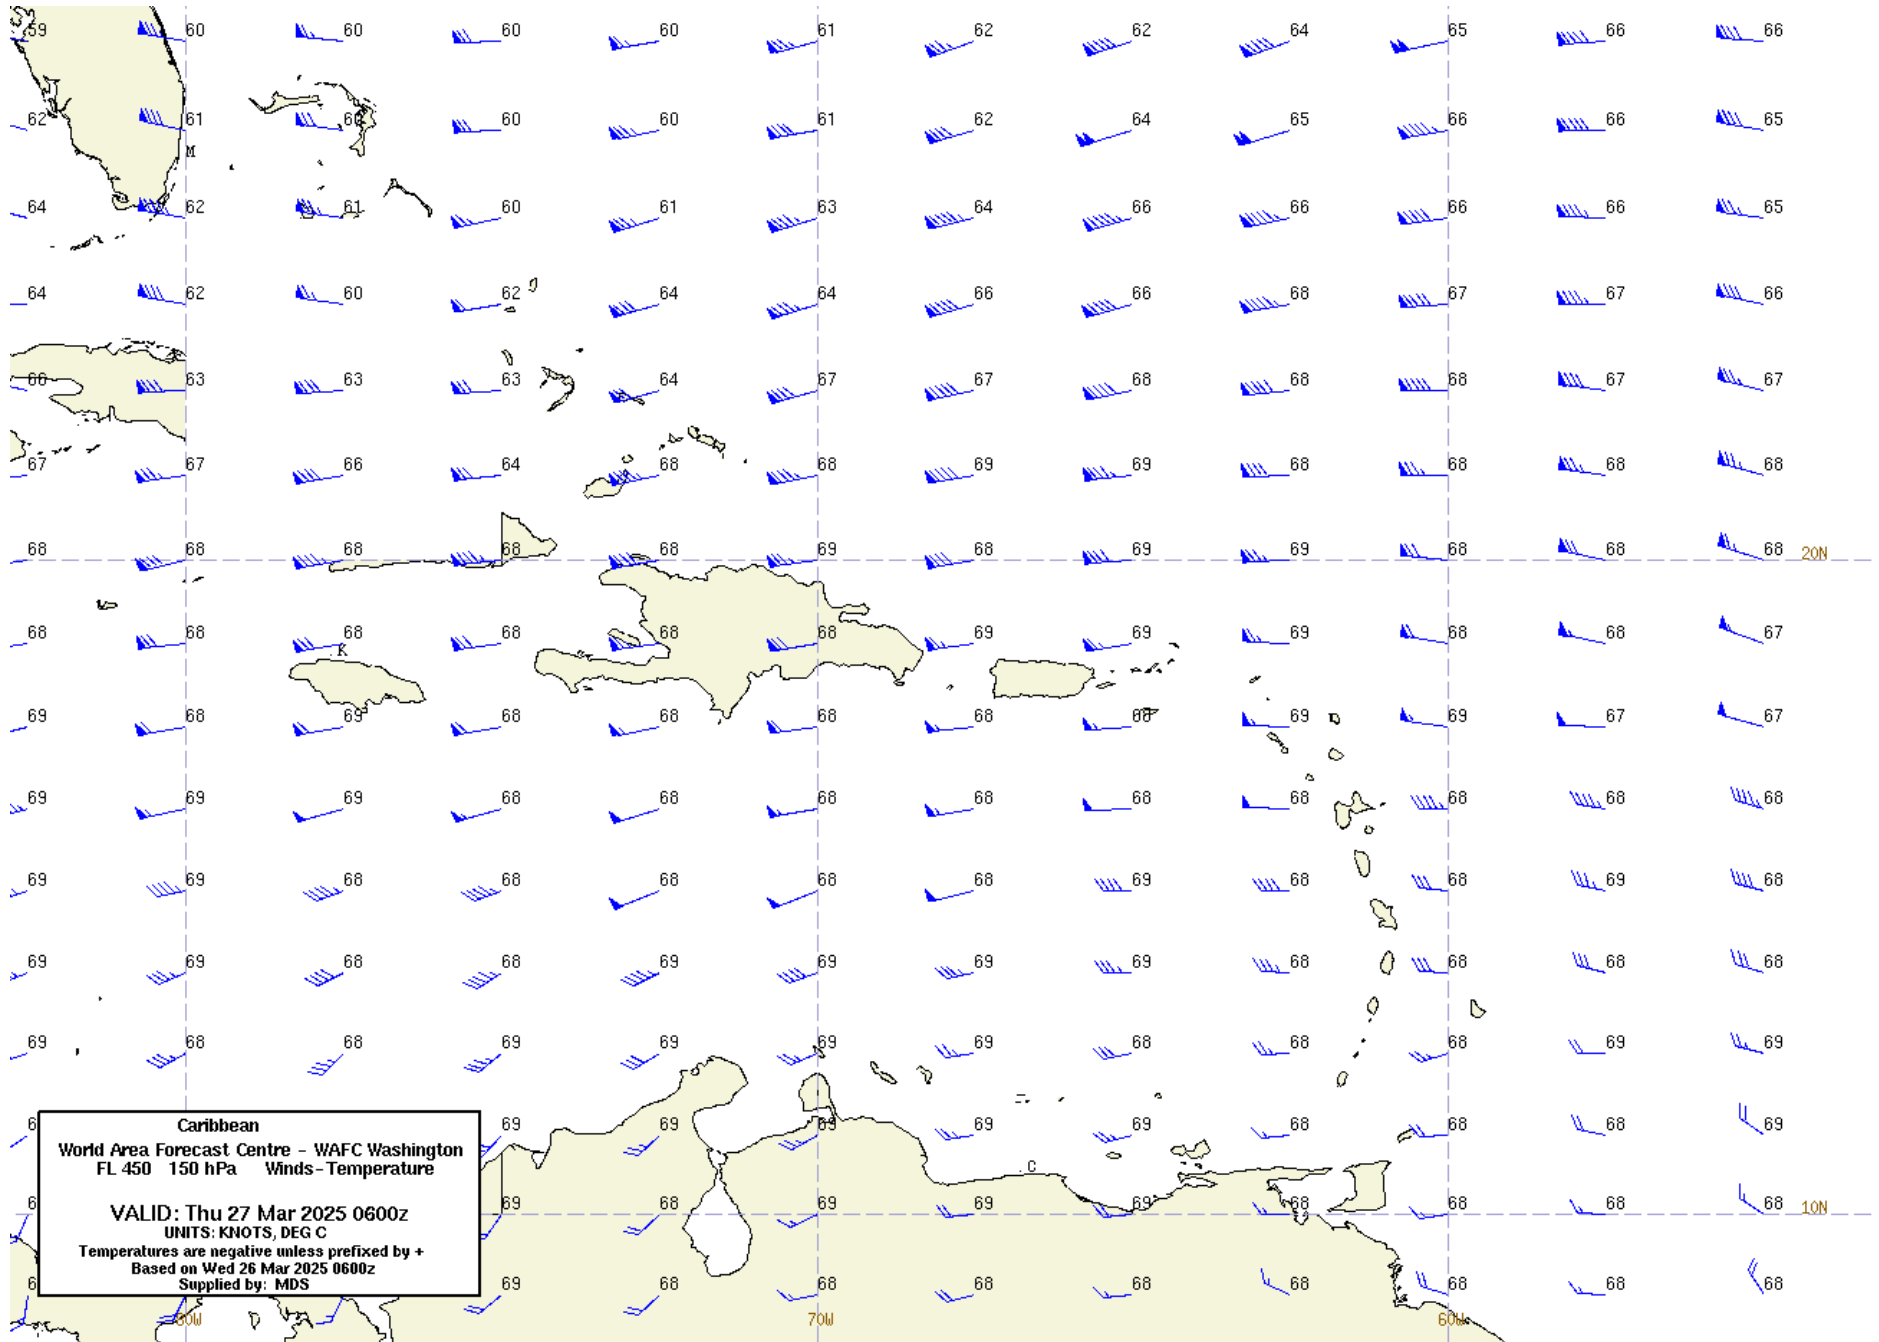 59 60 60 60 60 61 62 62 64 65 66 66
62 61 60 60 60 61 62 64 65 66 66 65
M
64 62 61 60 61 63 64 66 66 66 66 65
64 62 60 62 64 64 66 66 68 67 67 66
66 63 63 63 64 67 67 68 68 68 67 67
67 67 66 64 68 68 69 69 68 68 68 68
68 68 68 68 68 69 68 69 69 68 68 68 20N
68 68 68 68 68 68 69 69 69 68 68 67
K
69 68 69 68 68 68 68 68 69 69 67 67
69 69 69 68 68 68 68 68 68 68 68 68
69 69 68 68 68 68 68 69 68 68 68 68
69 69 68 68 69 69 69 69 68 68 68 68
69 68 68 69 69 69 69 68 68 68 69 69
69 69 69 69 69 68 68 68 69
C
69 68 69 69 69 68 68 68 68 10N
69 68 68 68 68 68 68 68 68
80W 70W 60W
Caribbean
World Area Forecast Centre - WAFC Washington
FL 450 150 hPa Winds-Temperature
VALID: Thu 27 Mar 2025 0600z
UNITS: KNOTS, DEG C
Temperatures are negative unless prefixed by +
Based on Wed 26 Mar 2025 0600z
Supplied by: MDS